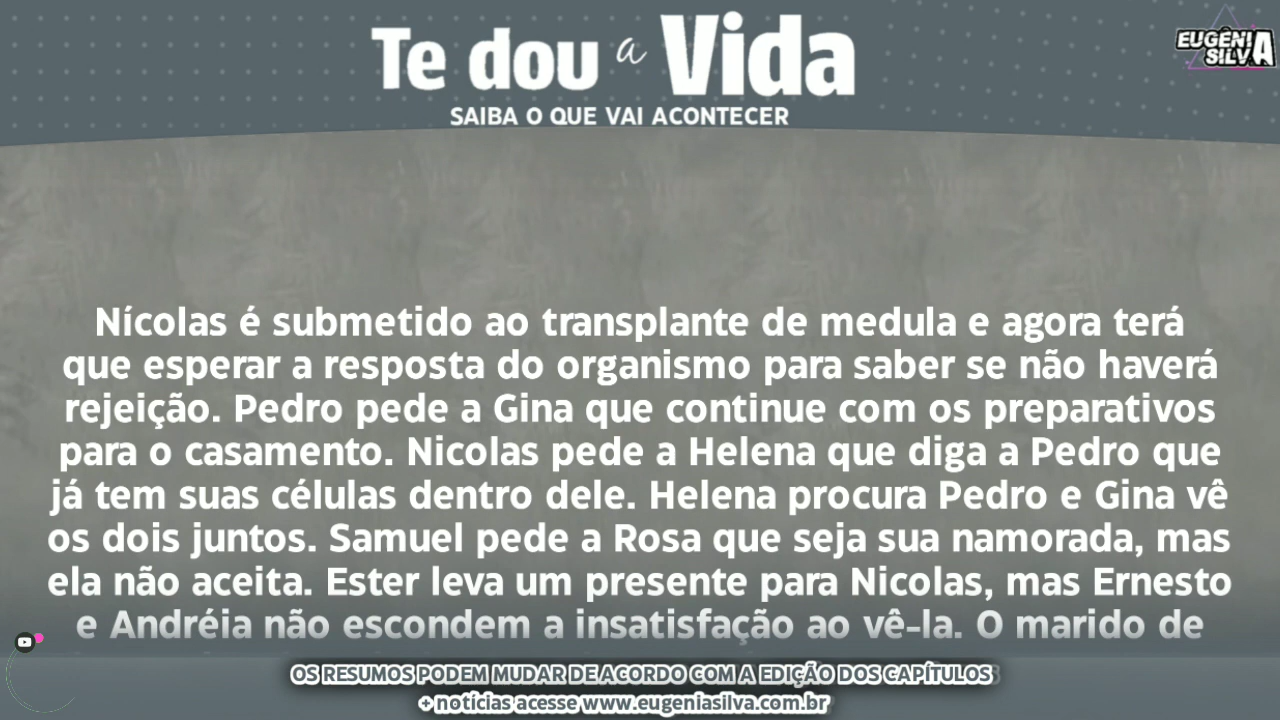 Te dou a Vida
SAIBA O QUE VAI ACONTECER
EUGÊNI
SILVA
Nícolas é submetido ao transplante de medula e agora terá
que esperar a resposta do organismo para saber se não haverá
rejeição. Pedro pede a Gina que continue com os preparativos
para o casamento. Nicolas pede a Helena que diga a Pedro que
já tem suas células dentro dele. Helena procura Pedro e Gina vê
os dois juntos. Samuel pede a Rosa que seja sua namorada, mas
ela não aceita. Ester leva um presente para Nicolas, mas Ernesto
e Andréia não escondem a insatisfação ao vê-la. O marido de
OS RESUMOS PODEM MUDAR DE ACORDO COM A EDIÇÃO DOS CAPÍTULOS
+ notícias acesse www.eugeniasilva.com.br